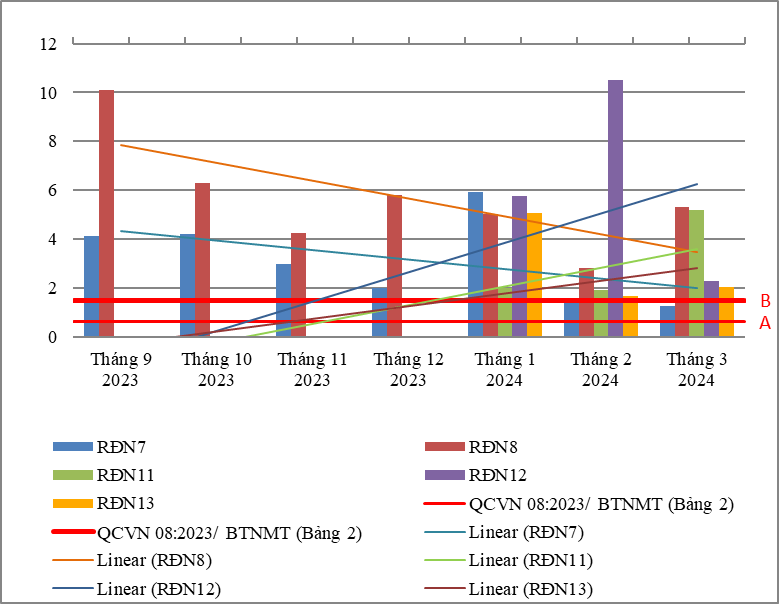 12
10
8
6
4
2
0
B
A
Tháng 9 2023
Tháng 10 2023
Tháng 11 2023
Tháng 12 2023
Tháng 1 2024
Tháng 2 2024
Tháng 3 2024
RĐN7
RĐN8
RĐN11
RĐN12
RĐN13
QCVN 08:2023/ BTNMT (Bảng 2)
QCVN 08:2023/ BTNMT (Bảng 2)
Linear (RĐN7)
Linear (RĐN8)
Linear (RĐN11)
Linear (RĐN12)
Linear (RĐN13)